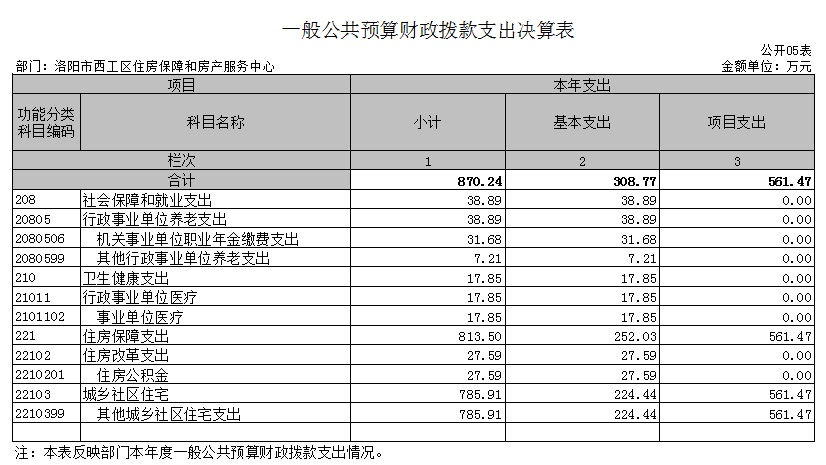 一般公共预算财政拨款支出决算表
公开05表
部门：洛阳市西工区住房保障和房产服务中心 金额单位：万元
项目 本年支出
功能分类科目编码 科目名称 小计 基本支出 项目支出
栏次 1 2 3
合计 870.24 308.77 561.47
208 社会保障和就业支出 38.89 38.89 0.00
20805 行政事业单位养老支出 38.89 38.89 0.00
2080506 机关事业单位职业年金缴费支出 31.68 31.68 0.00
2080599 其他行政事业单位养老支出 7.21 7.21 0.00
210 卫生健康支出 17.85 17.85 0.00
21011 行政事业单位医疗 17.85 17.85 0.00
2101102 事业单位医疗 17.85 17.85 0.00
221 住房保障支出 813.50 252.03 561.47
22102 住房改革支出 27.59 27.59 0.00
2210201 住房公积金 27.59 27.59 0.00
22103 城乡社区住宅 785.91 224.44 561.47
2210399 其他城乡社区住宅支出 785.91 224.44 561.47
注：本表反映部门本年度一般公共预算财政拨款支出情况。